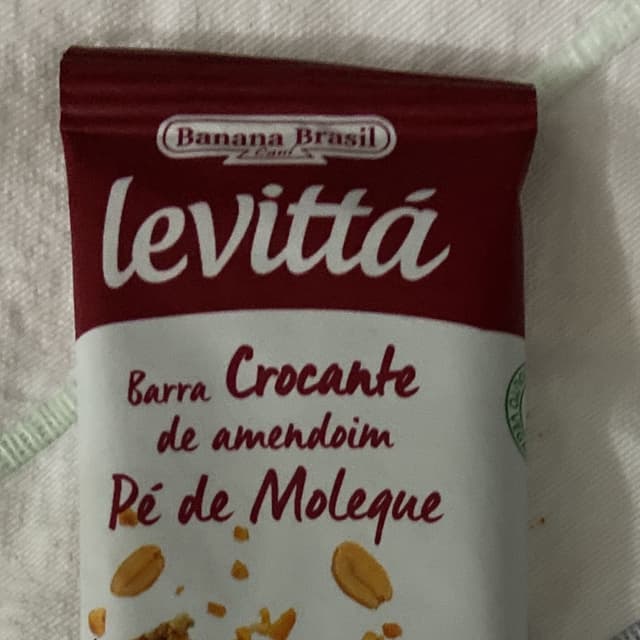 Banana Brasil
levittá
Barra Crocante
de amendoim
Pé de Moleque